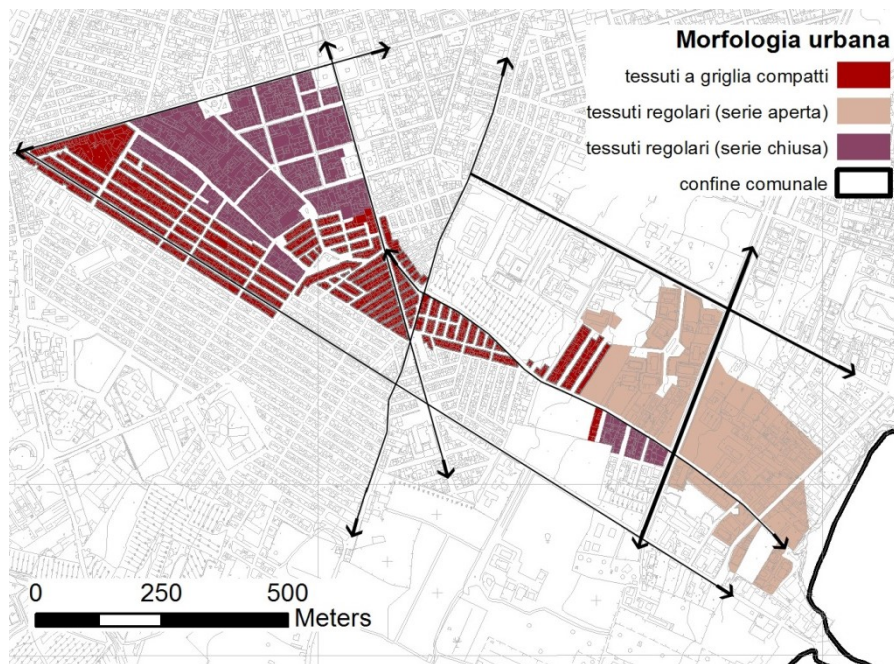 Morfologia urbana
tessuti a griglia compatti
tessuti regolari (serie aperta)
tessuti regolari (serie chiusa)
confine comunale
0 250 500
Meters